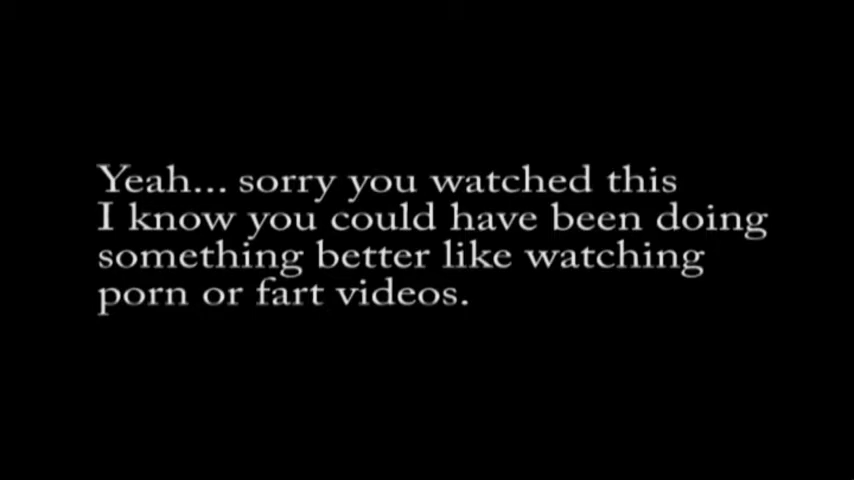 Yeah... sorry you watched this
I know you could have been doing
something better like watching
porn or fart videos.